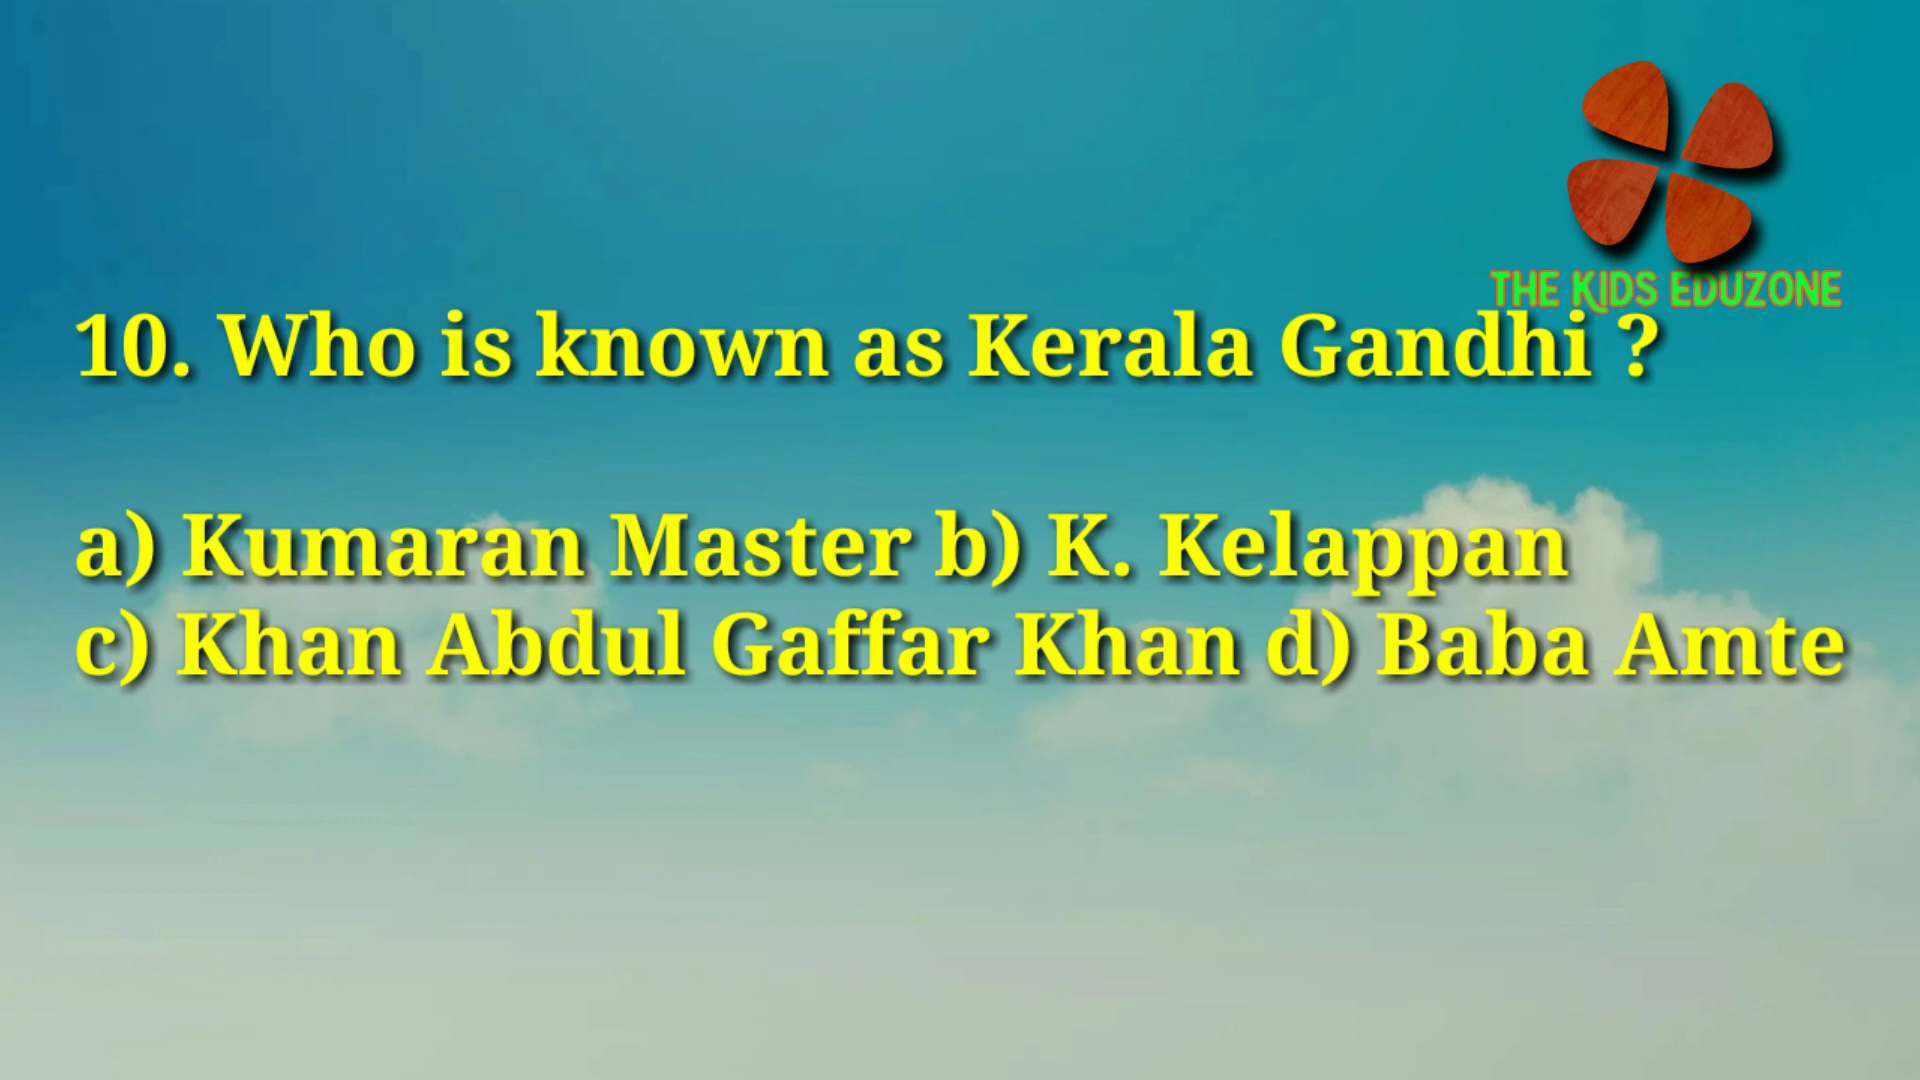 THE KIDS EDUZONE
10. Who is known as Kerala Gandhi ?
a) Kumaran Master b) K. Kelappan
c) Khan Abdul Gaffar Khan d) Baba Amte